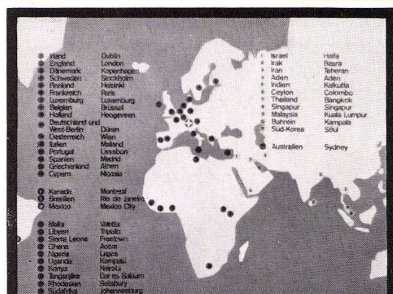 Irland Dublin
England London
Dänemark Kopenhagen
Schweden Stockholm
Finnland Helsinki
Frankreich Paris
Luxemburg Luxemburg
Belgien Brüssel
Holland Hoogeveen
Deutschland und
West-Berlin Düren
Oesterreich Wien
Italien Mailand
Portugal Lissabon
Spanien Madrid
Griechenland Athen
Cypern Nicosia
Kanada Montreal
Brasilien Rio de Janeiro
Mexico Mexico City
Malta Valetta
Libyen Tripolis
Sierra Leone Freetown
Ghana Accra
Nigeria Lagos
Uganda Kampala
Kenya Nairobi
Tanganjika Dar es Salaam
Rhodesien Salisbury
Südafrika Johannesburg
Israel Haifa
Irak Basra
Iran Teheran
Aden Aden
Indien Kalkutta
Ceylon Colombo
Thailand Bangkok
Singapur Singapur
Malaysia Kuala Lumpur
Bahrein Kampala
Süd-Korea Söul
Australien Sydney